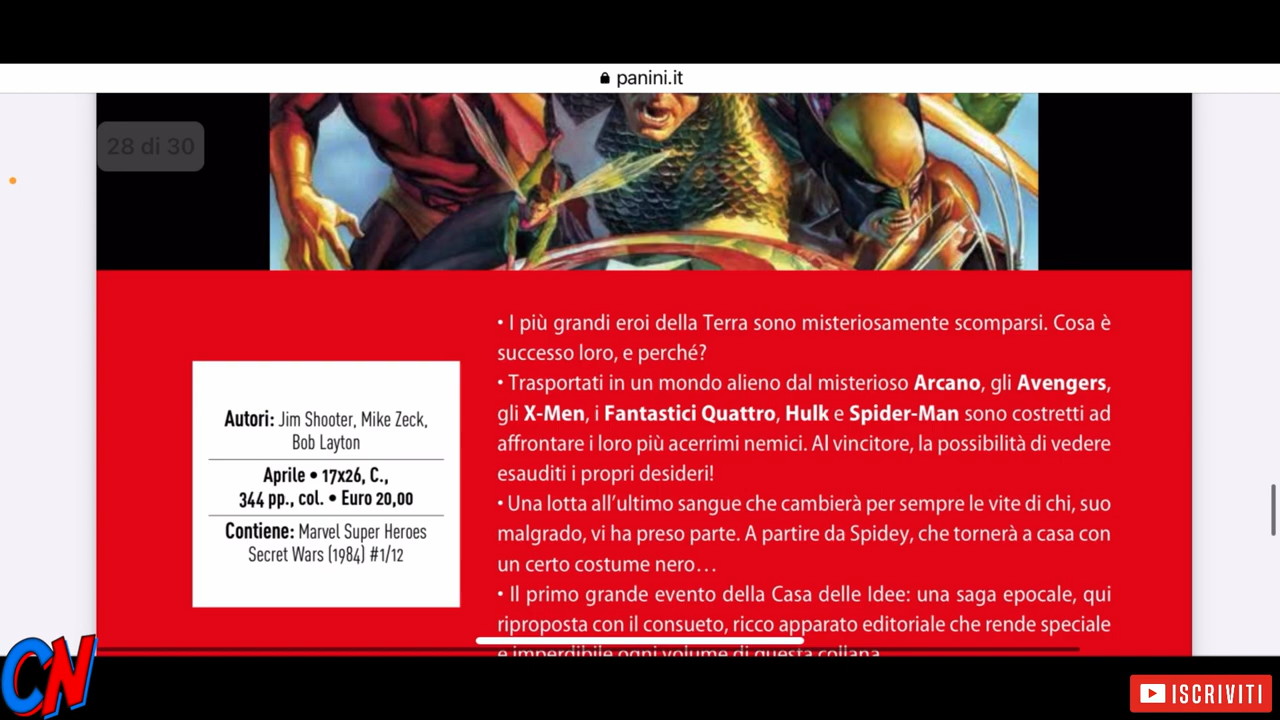 panini.it
28 di 30
• I più grandi eroi della Terra sono misteriosamente scomparsi. Cosa è
successo loro, e perché?
• Trasportati in un mondo alieno dal misterioso Arcano, gli Avengers,
gli X-Men, i Fantastici Quattro, Hulk e Spider-Man sono costretti ad
affrontare i loro più acerrimi nemici. Al vincitore, la possibilità di vedere
esauditi i propri desideri!
• Una lotta all'ultimo sangue che cambierà per sempre le vite di chi, suo
malgrado, vi ha preso parte. A partire da Spidey, che tornerà a casa con
un certo costume nero…
• Il primo grande evento della Casa delle Idee: una saga epocale, qui
riproposta con il consueto, ricco apparato editoriale che rende speciale
e imperdibile ogni volume di questa collana.
Autori: Jim Shooter, Mike Zeck,
Bob Layton
Aprile • 17x26, C.,
344 pp., col. • Euro 20,00
Contiene: Marvel Super Heroes
Secret Wars (1984) #1/12
CN
ISCRIVITI